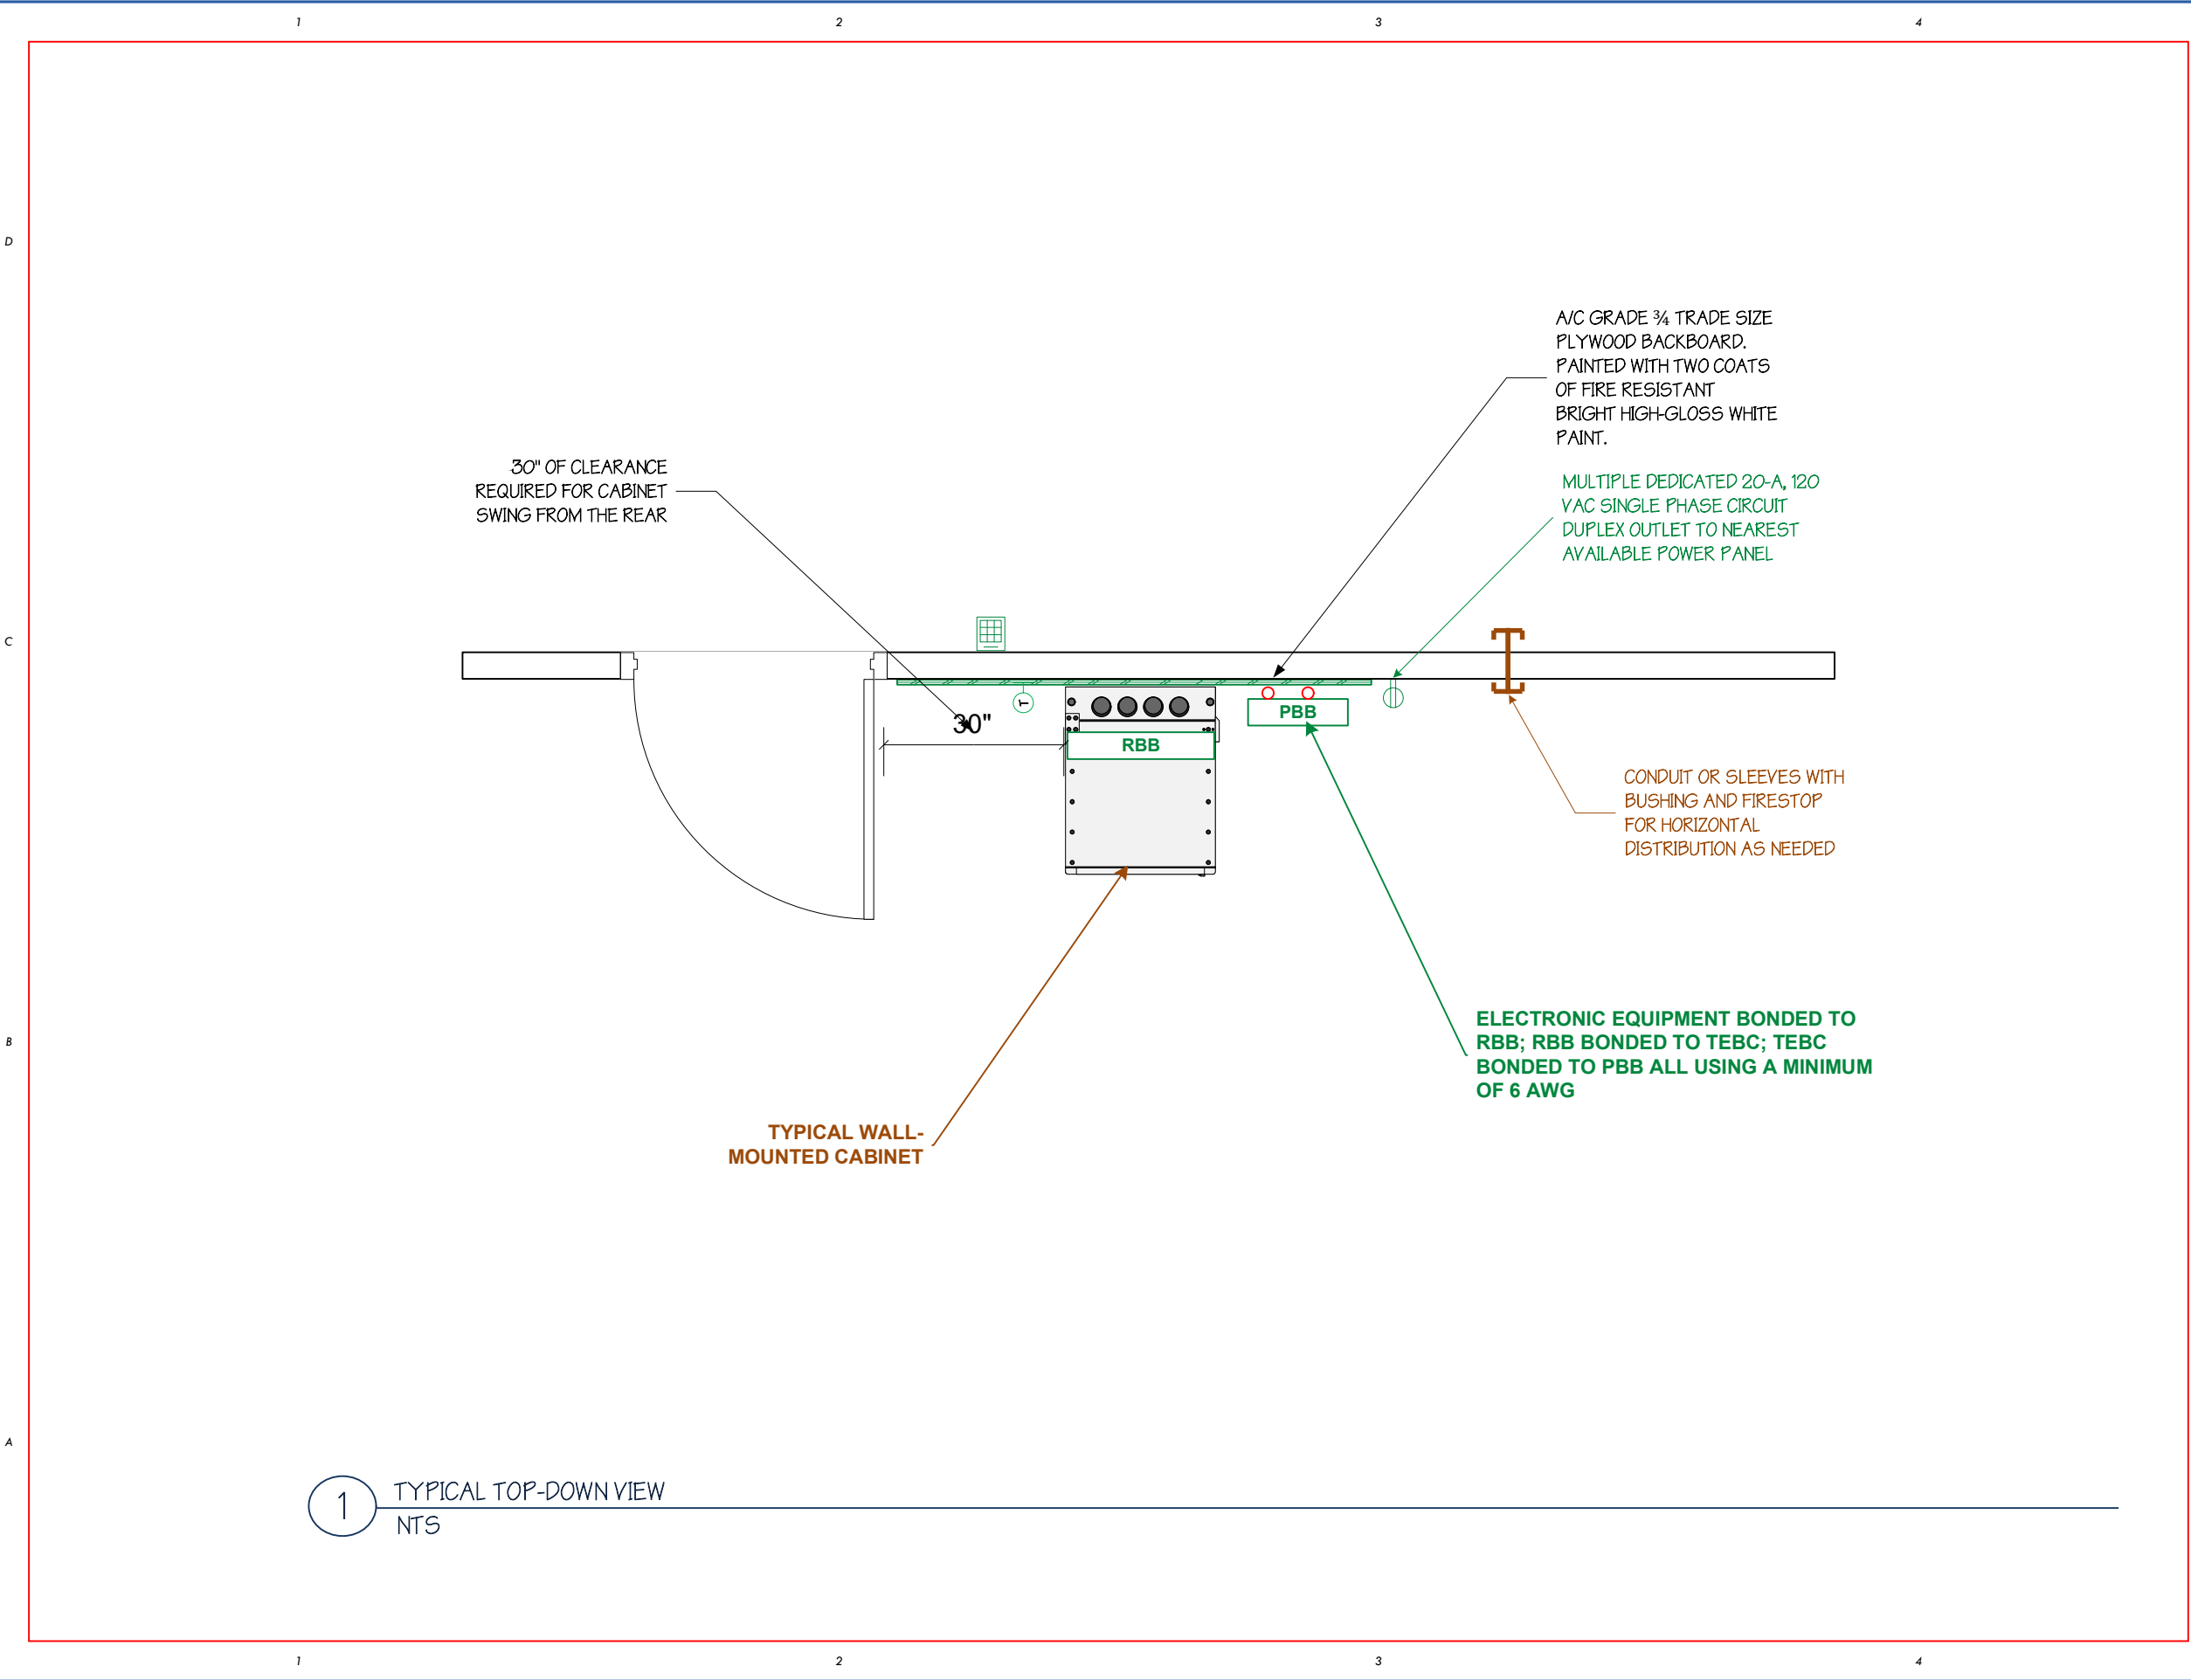 1 2 3 4
D
A/C GRADE ¾ TRADE SIZE
PLYWOOD BACKBOARD.
PAINTED WITH TWO COATS
OF FIRE RESISTANT
BRIGHT HIGH-GLOSS WHITE
PAINT.
30" OF CLEARANCE
REQUIRED FOR CABINET
SWING FROM THE REAR
MULTIPLE DEDICATED 20-A, 120
VAC SINGLE PHASE CIRCUIT
DUPLEX OUTLET TO NEAREST
AVAILABLE POWER PANEL
C
T
30"
PBB
RBB
CONDUIT OR SLEEVES WITH
BUSHING AND FIRESTOP
FOR HORIZONTAL
DISTRIBUTION AS NEEDED
B
ELECTRONIC EQUIPMENT BONDED TO
RBB; RBB BONDED TO TEBC; TEBC
BONDED TO PBB ALL USING A MINIMUM
OF 6 AWG
TYPICAL WALL-
MOUNTED CABINET
A
1
TYPICAL TOP-DOWN VIEW
NTS
1 2 3 4